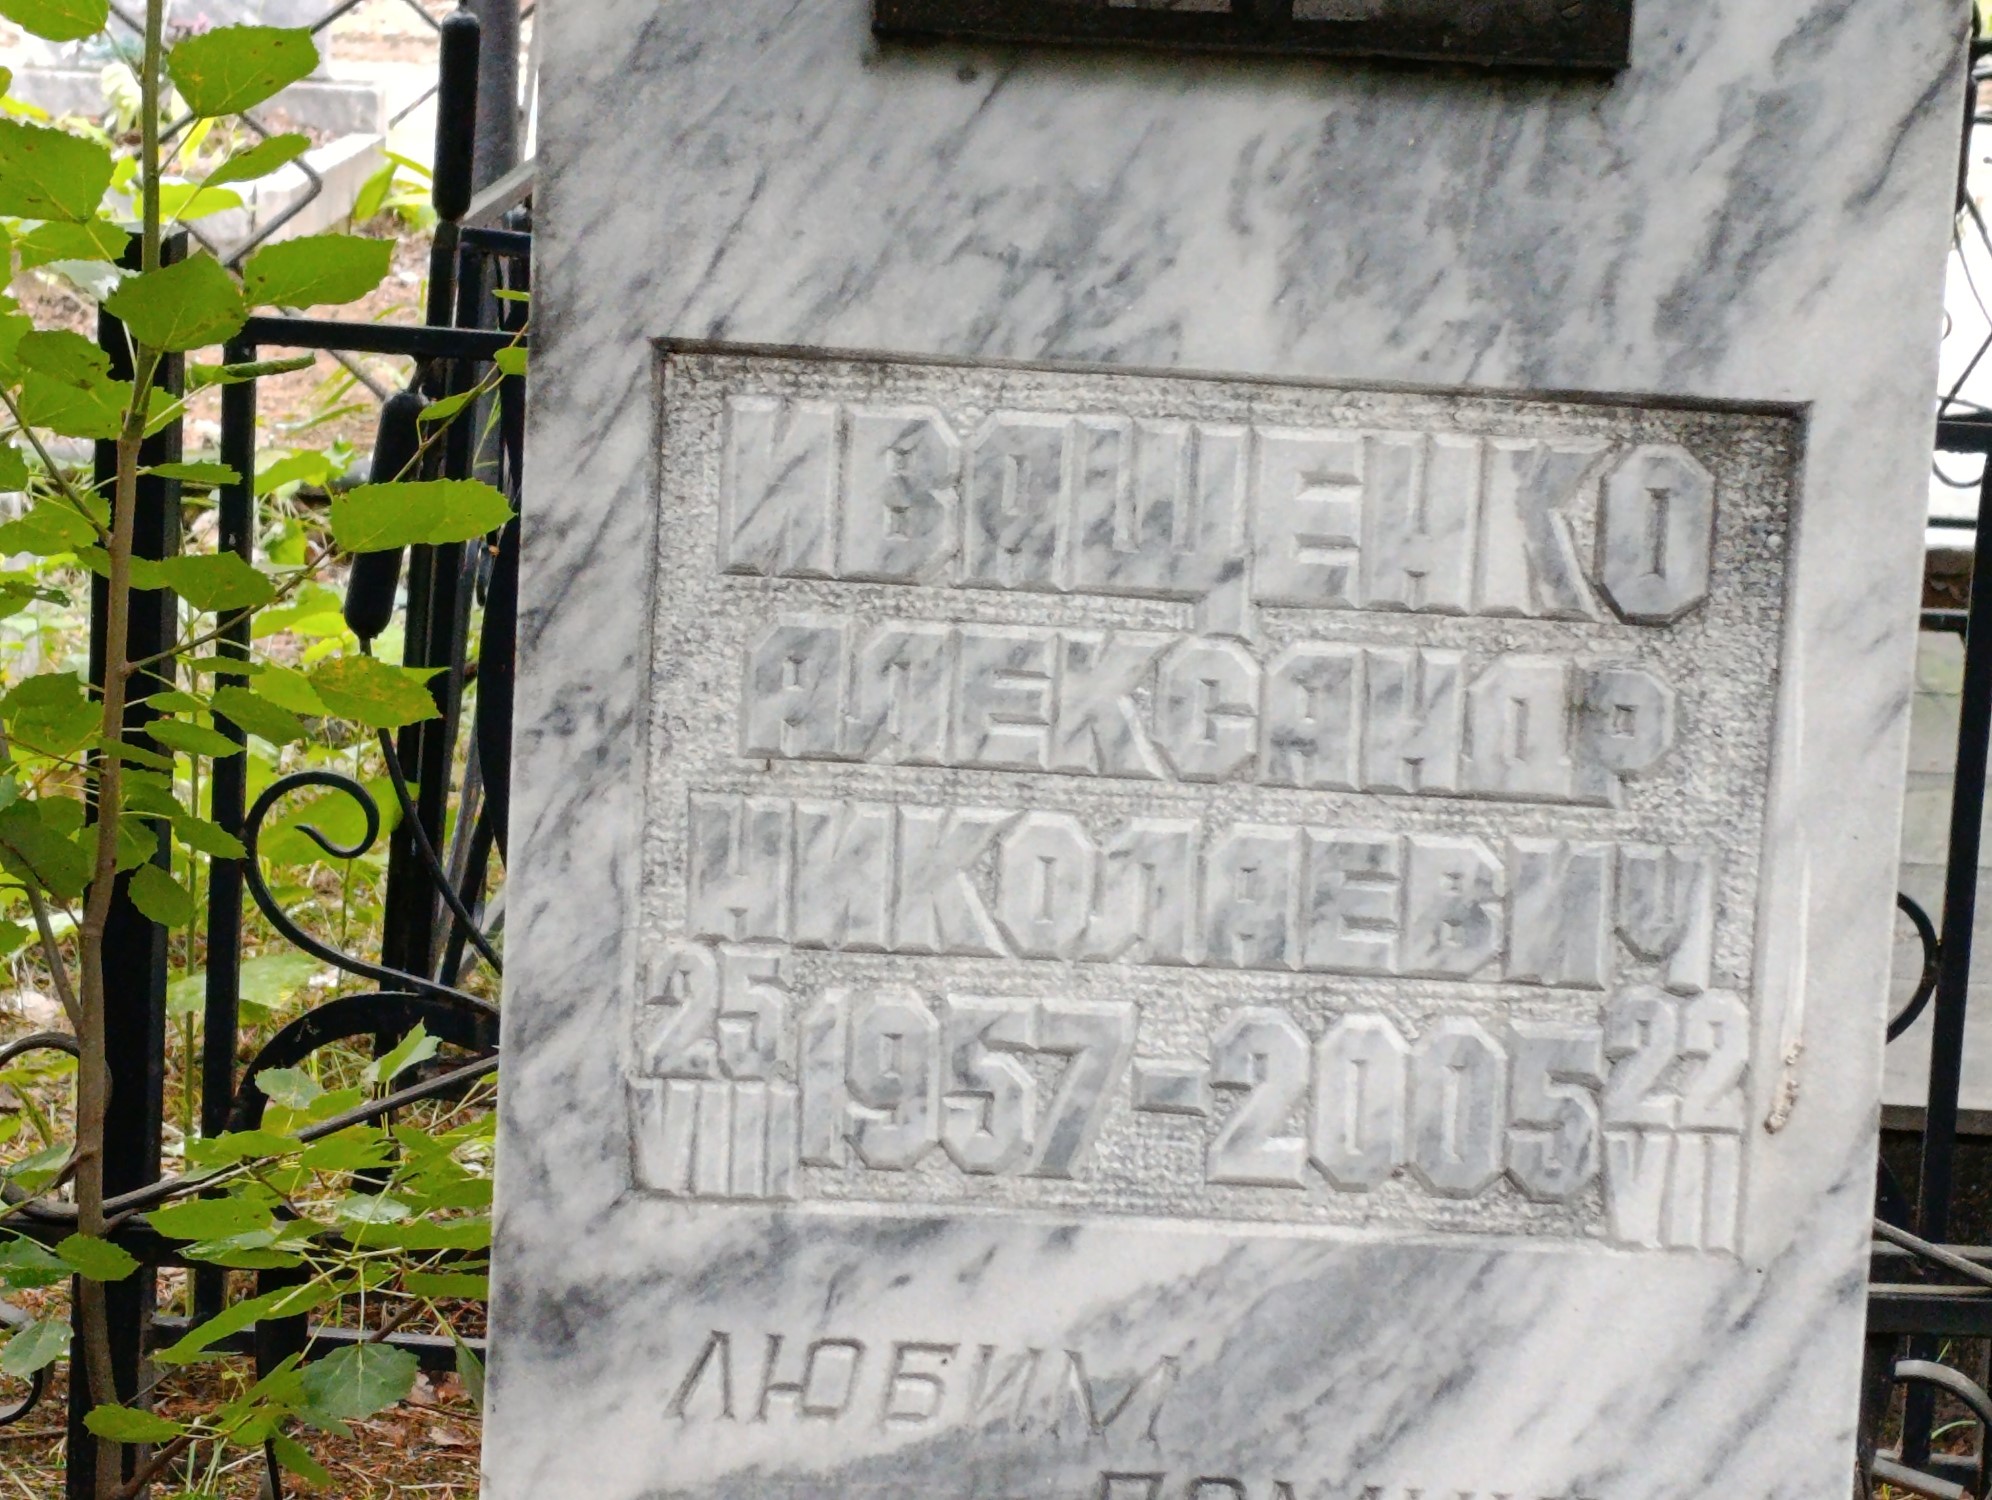 ИВАЩЕНКО
АЛЕКСАНДР
НИКОЛАЕВИЧ
25 1957-2005 22
VIII VII
ЛЮБИМ